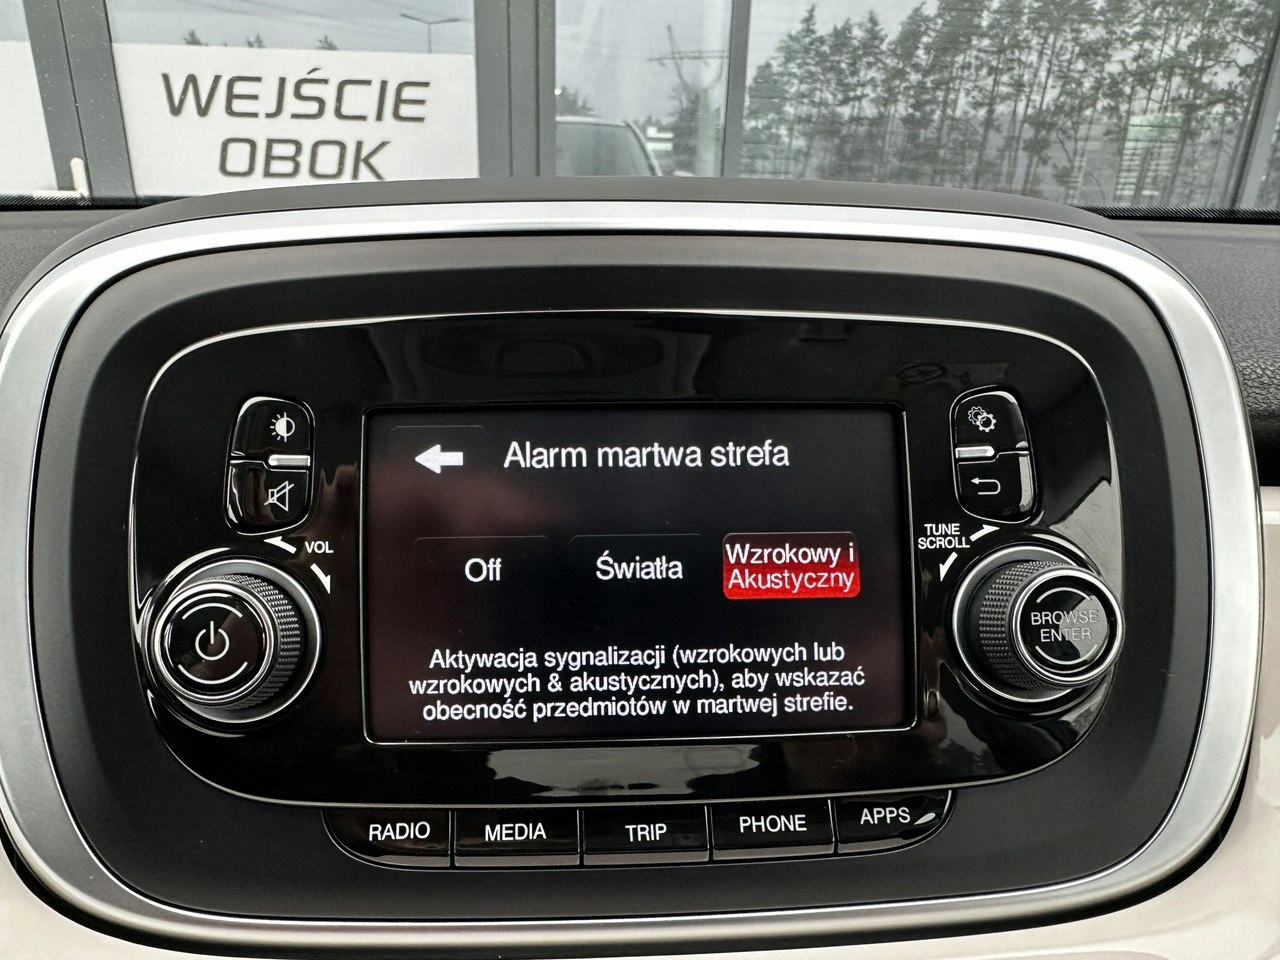 WEJŚCIE
OBOK
Alarm martwa strefa
Off
Światła
Wzrokowy i
Akustyczny
Aktywacja sygnalizacji (wzrokowych lub
wzrokowych & akustycznych), aby wskazać
obecność przedmiotów w martwej strefie.
VOL
TUNE
SCROLL
BROWSE
ENTER
RADIO
MEDIA
TRIP
PHONE
APPS